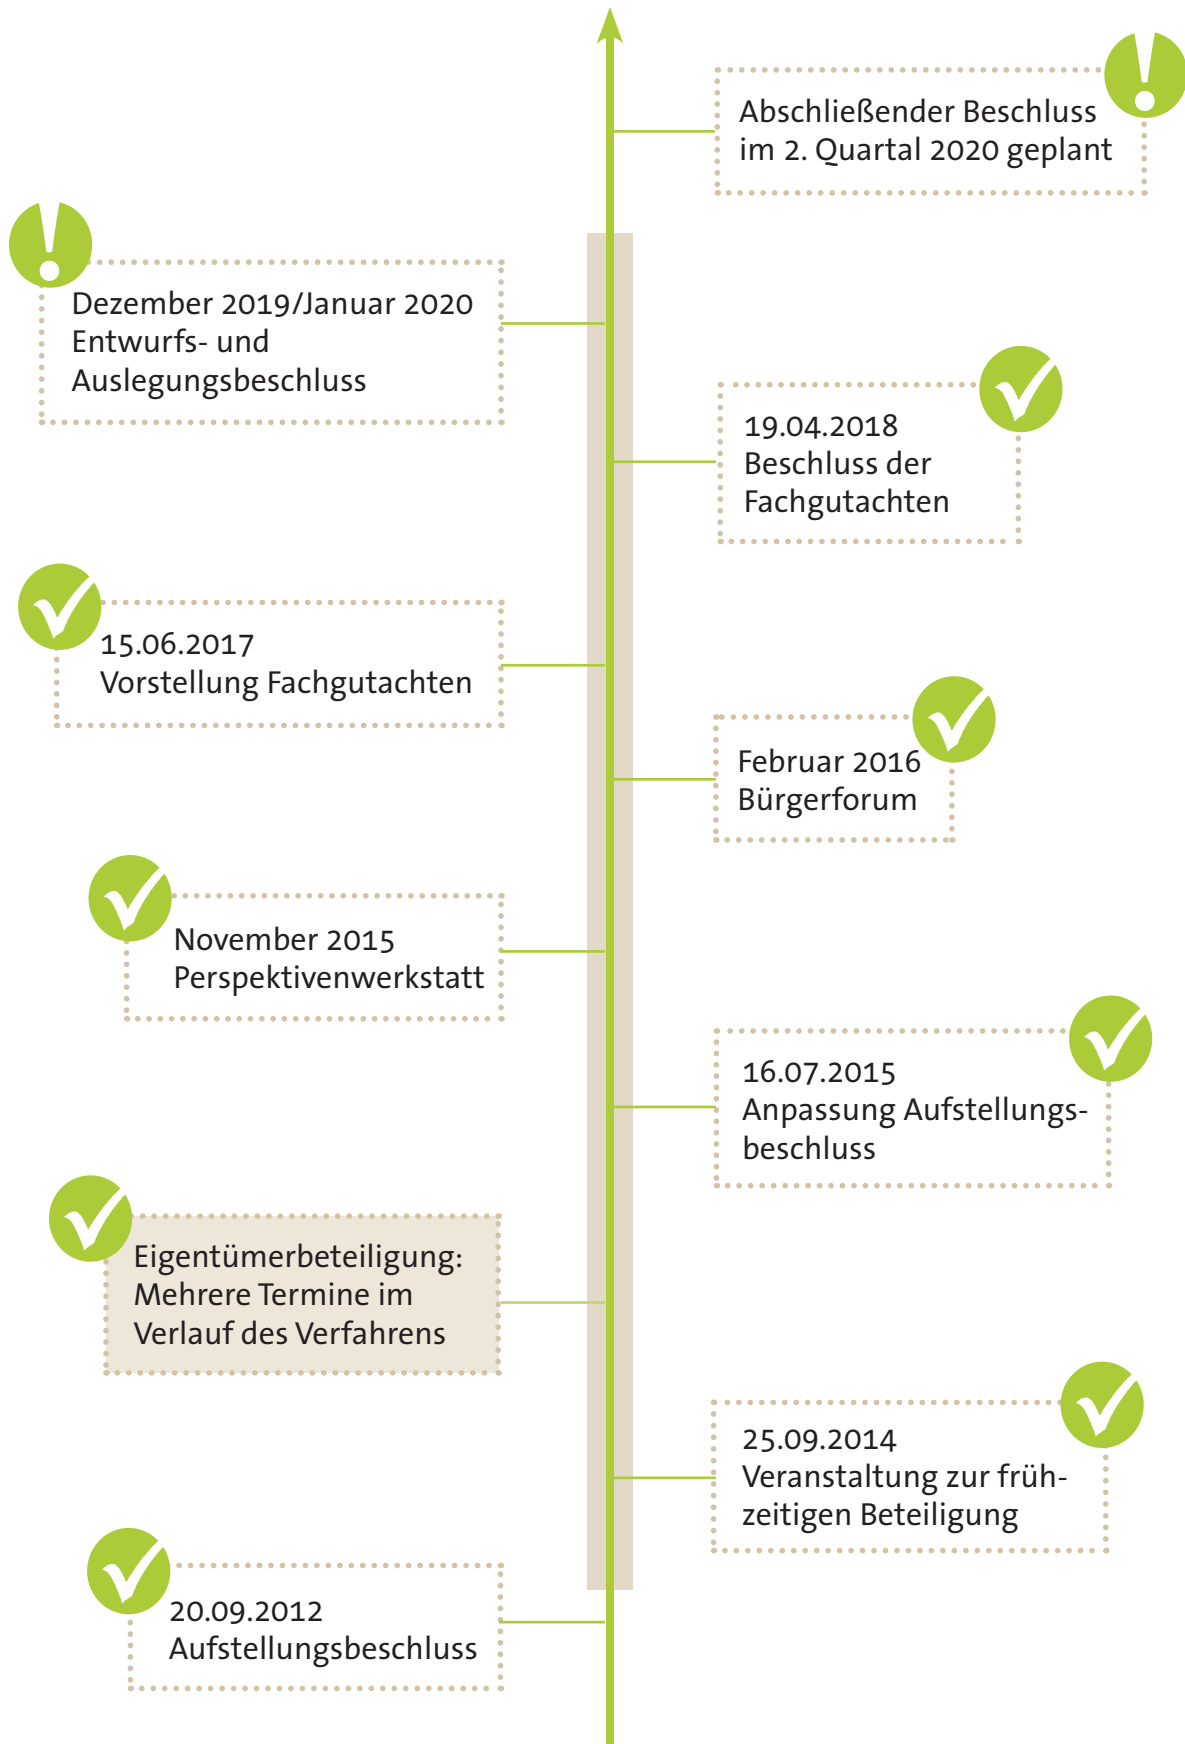 Abschließender Beschluss
im 2. Quartal 2020 geplant
Dezember 2019/Januar 2020
Entwurfs- und
Auslegungsbeschluss
19.04.2018
Beschluss der
Fachgutachten
15.06.2017
Vorstellung Fachgutachten
Februar 2016
Bürgerforum
November 2015
Perspektivenwerkstatt
16.07.2015
Anpassung Aufstellungs-
beschluss
Eigentümerbeteiligung:
Mehrere Termine im
Verlauf des Verfahrens
25.09.2014
Veranstaltung zur früh-
zeitigen Beteiligung
20.09.2012
Aufstellungsbeschluss